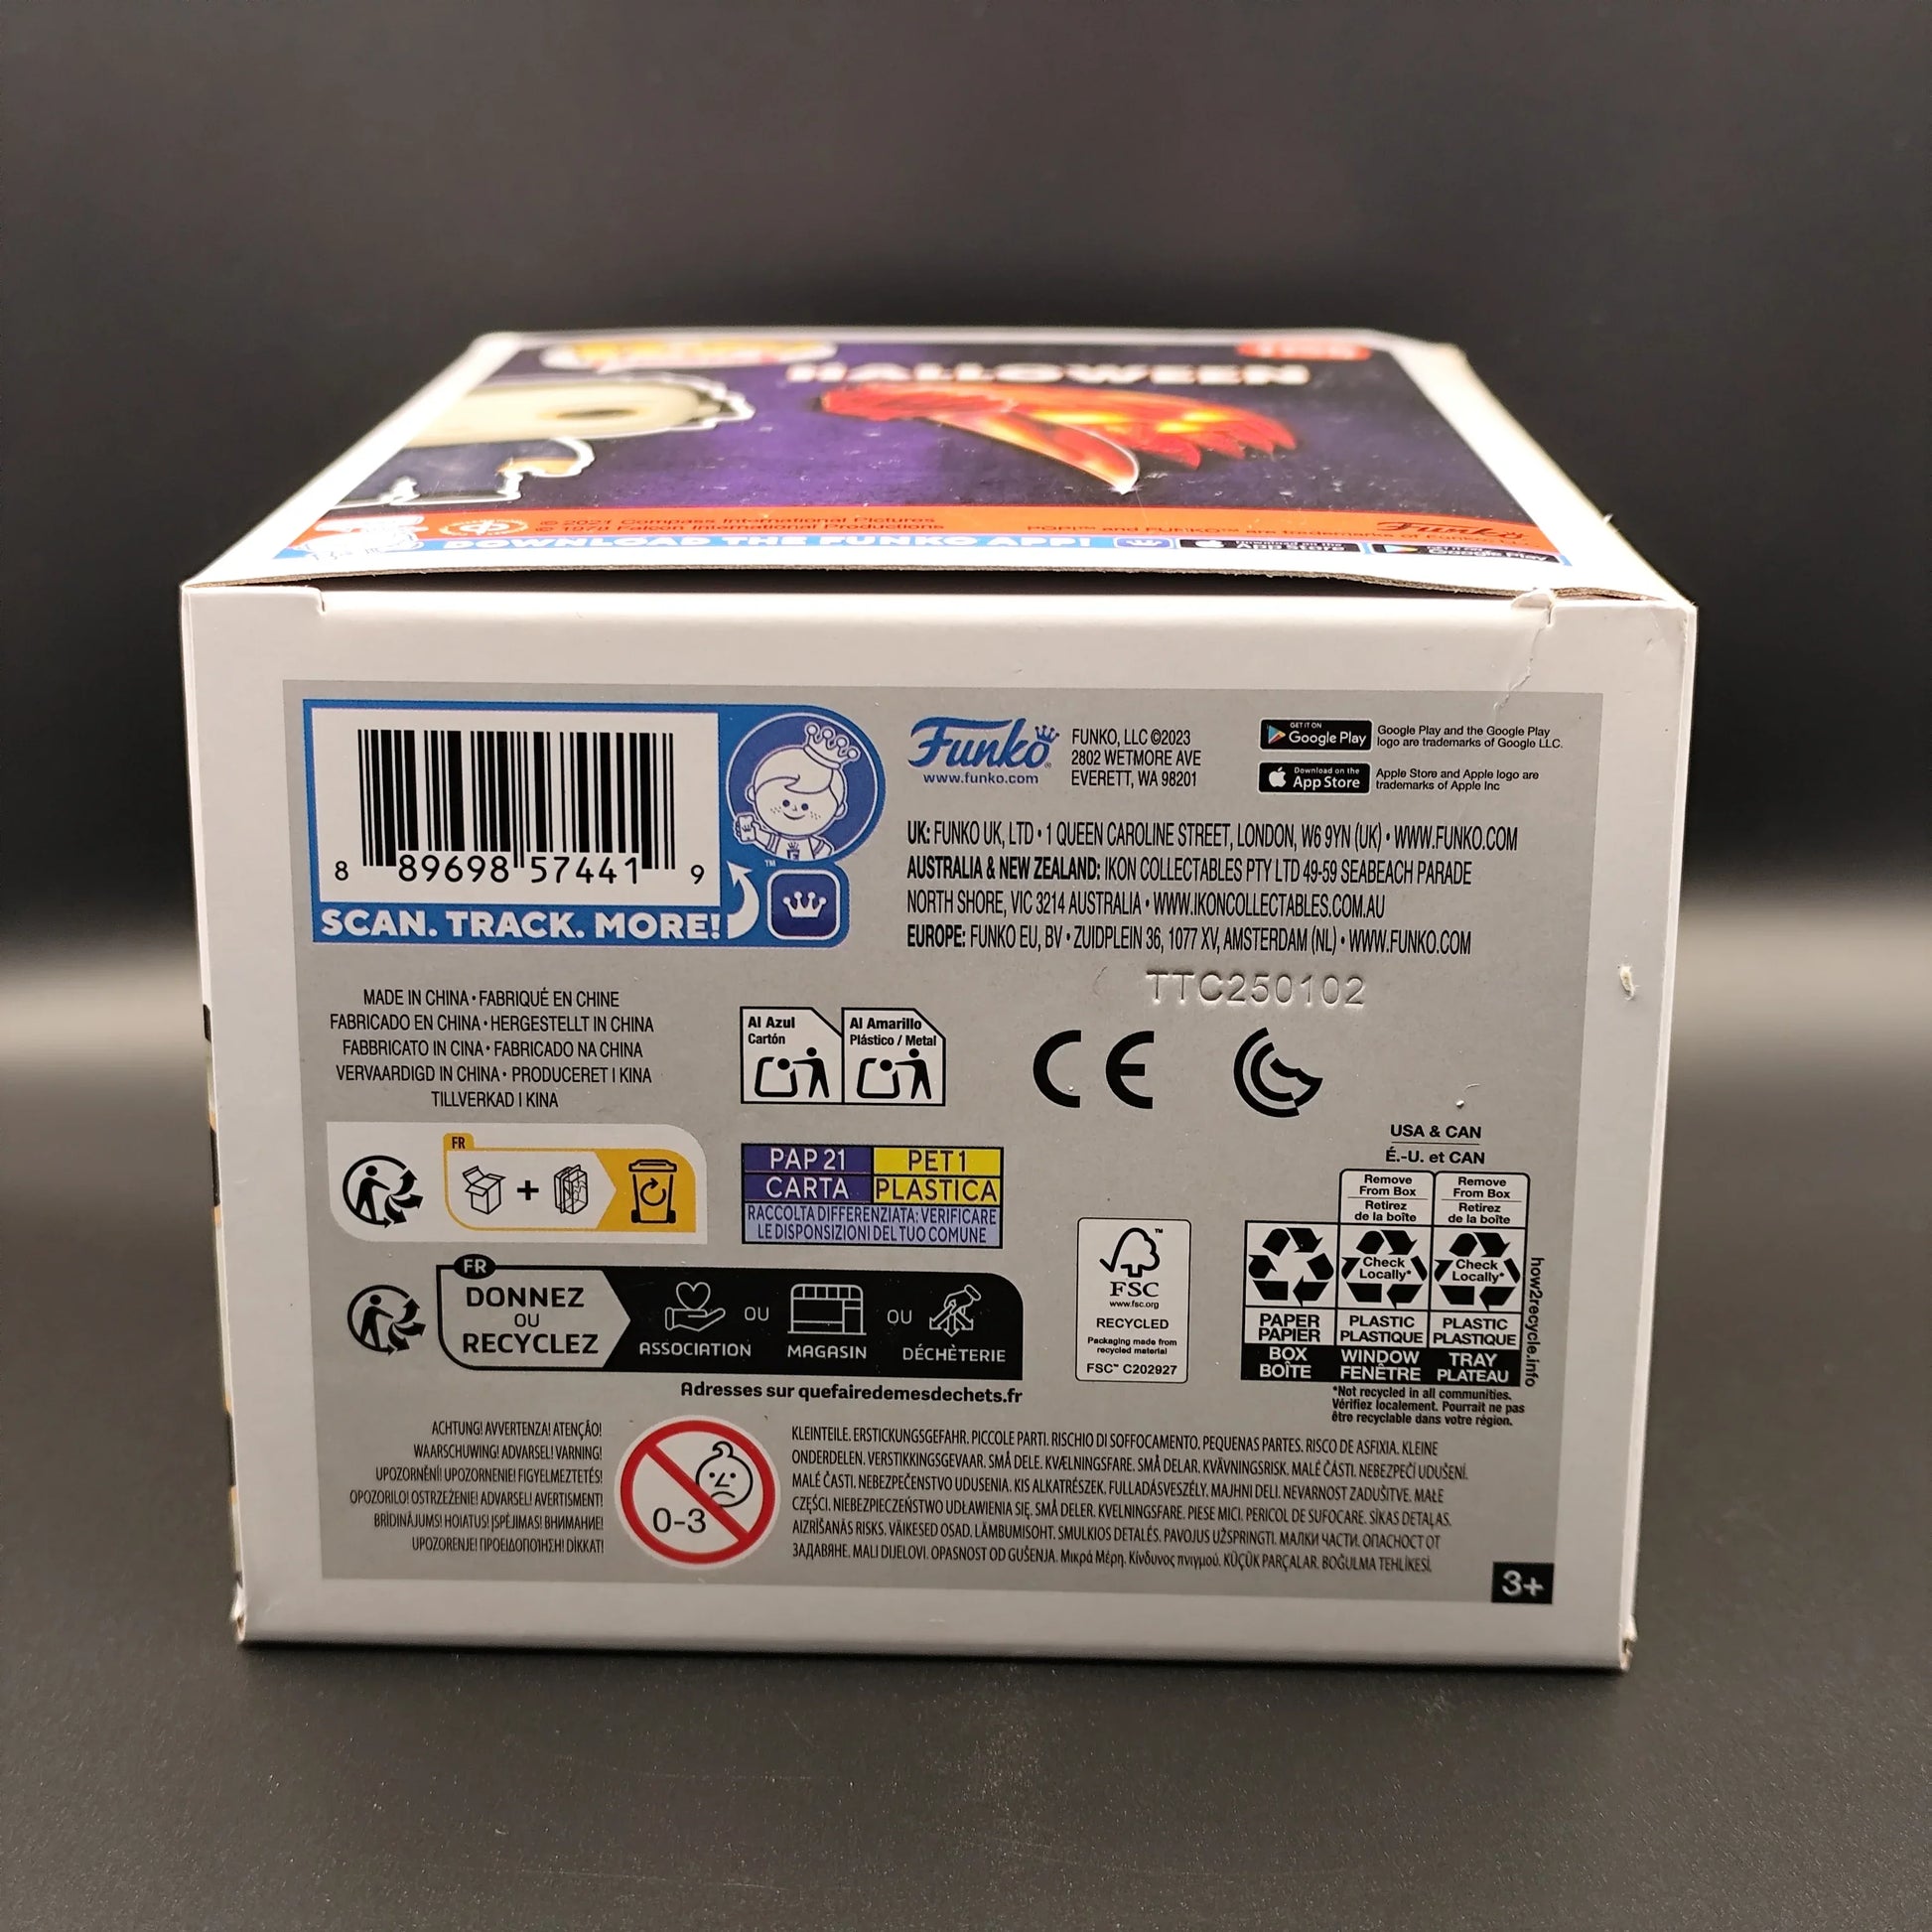 HALLOWEEN
© 2021 Compass International Pictures
© 1978 Falcon International Productions
POP!™ and FUNKO™ are trademarks of Funko, LLC
Funko
DOWNLOAD THE FUNKO APP!
Download on the
App Store
GET IT ON
Google Play
8 89698 57441 9
™
SCAN. TRACK. MORE!
Funko®
www.funko.com
FUNKO, LLC ©2023
2802 WETMORE AVE
EVERETT, WA 98201
GET IT ON
Google Play
Google Play and the Google Play
logo are trademarks of Google LLC.
Download on the
App Store
Apple Store and Apple logo are
trademarks of Apple Inc
UK: FUNKO UK, LTD • 1 QUEEN CAROLINE STREET, LONDON, W6 9YN (UK) • WWW.FUNKO.COM
AUSTRALIA & NEW ZEALAND: IKON COLLECTABLES PTY LTD 49-59 SEABEACH PARADE
NORTH SHORE, VIC 3214 AUSTRALIA • WWW.IKONCOLLECTABLES.COM.AU
EUROPE: FUNKO EU, BV • ZUIDPLEIN 36, 1077 XV, AMSTERDAM (NL) • WWW.FUNKO.COM
TTC250102
MADE IN CHINA • FABRIQUÉ EN CHINE
FABRICADO EN CHINA • HERGESTELLT IN CHINA
FABBRICATO IN CINA • FABRICADO NA CHINA
VERVAARDIGD IN CHINA • PRODUCERET I KINA
TILLVERKAD I KINA
Al Azul
Cartón
Al Amarillo
Plástico / Metal
CE
FR
+
PAP 21
PET 1
CARTA
PLASTICA
RACCOLTA DIFFERENZIATA: VERIFICARE
LE DISPONSIZIONI DEL TUO COMUNE
FR
DONNEZ
OU
RECYCLEZ
ASSOCIATION
OU
MAGASIN
OU
DÉCHÈTERIE
Adresses sur quefairedemesdechets.fr
™
FSC
www.fsc.org
RECYCLED
Packaging made from
recycled material
FSC™ C202927
USA & CAN
É.-U. et CAN
Remove
From Box
Retirez
de la boîte
Remove
From Box
Retirez
de la boîte
Check
Locally*
Check
Locally*
PAPER
PAPIER
BOX
BOÎTE
PLASTIC
PLASTIQUE
WINDOW
FENÊTRE
PLASTIC
PLASTIQUE
TRAY
PLATEAU
how2recycle.info
*Not recycled in all communities.
Vérifiez localement. Pourrait ne pas
être recyclable dans votre région.
ACHTUNG! AVVERTENZA! ATENÇÃO!
WAARSCHUWING! ADVARSEL! VARNING!
UPOZORNĚNÍ! UPOZORNENIE! FIGYELMEZTETÉS!
OPOZORILO! OSTRZEŻENIE! ADVARSEL! AVERTISMENT!
BRĪDINĀJUMS! HOIATUS! ĮSPĖJIMAS! ВНИМАНИЕ!
UPOZORENJE! ΠΡΟΕΙΔΟΠΟΙΗΣΗ! DİKKAT!
0-3
KLEINTEILE. ERSTICKUNGSGEFAHR. PICCOLE PARTI. RISCHIO DI SOFFOCAMENTO. PEQUENAS PARTES. RISCO DE ASFIXIA. KLEINE
ONDERDELEN. VERSTIKKINGSGEVAAR. SMÅ DELE. KVÆLNINGSFARE. SMÅ DELAR. KVÄVNINGSRISK. MALÉ ČÁSTI. NEBEZPEČÍ UDUŠENÍ.
MALÉ ČASTI. NEBEZPEČENSTVO UDUSENIA. KIS ALKATRÉSZEK. FULLADÁSVESZÉLY. MAJHNI DELI. NEVARNOST ZADUŠITVE. MAŁE
CZĘŚCI. NIEBEZPIECZEŃSTWO UDŁAWIENIA SIĘ. SMÅ DELER. KVELNINGSFARE. PIESE MICI. PERICOL DE SUFOCARE. SĪKAS DETAĻAS.
AIZRĪŠANĀS RISKS. VÄIKESED OSAD. LÄMBUMISOHT. SMULKIOS DETALĖS. PAVOJUS UŽSPRINGTI. МАЛКИ ЧАСТИ. ОПАСНОСТ ОТ
ЗАДАВЯНЕ. MALI DIJELOVI. OPASNOST OD GUŠENJA. Μικρά Μέρη. Κίνδυνος πνιγμού. KÜÇÜK PARÇALAR. BOĞULMA TEHLİKESİ.
3+